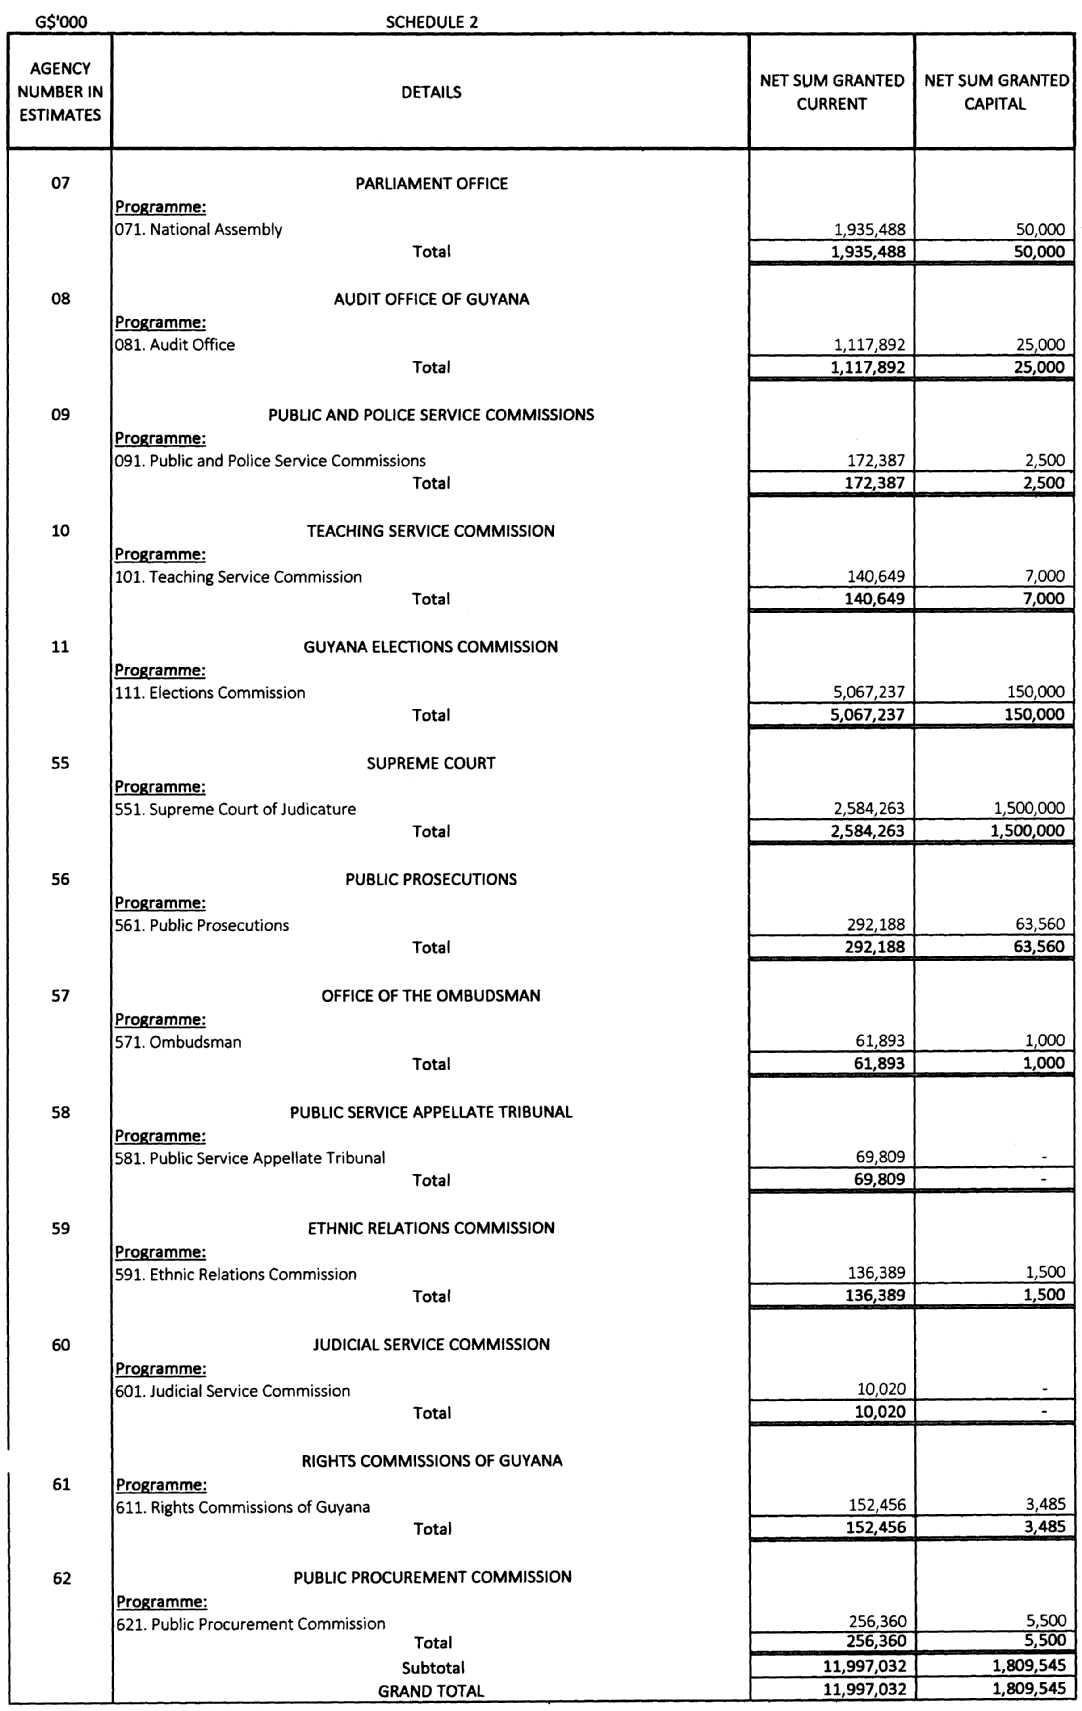 G$'000 SCHEDULE 2
AGENCY NUMBER IN ESTIMATES DETAILS NET SUM GRANTED CURRENT NET SUM GRANTED CAPITAL
07 PARLIAMENT OFFICE
Programme:
071. National Assembly 1,935,488 50,000
Total 1,935,488 50,000
08 AUDIT OFFICE OF GUYANA
Programme:
081. Audit Office 1,117,892 25,000
Total 1,117,892 25,000
09 PUBLIC AND POLICE SERVICE COMMISSIONS
Programme:
091. Public and Police Service Commissions 172,387 2,500
Total 172,387 2,500
10 TEACHING SERVICE COMMISSION
Programme:
101. Teaching Service Commission 140,649 7,000
Total 140,649 7,000
11 GUYANA ELECTIONS COMMISSION
Programme:
111. Elections Commission 5,067,237 150,000
Total 5,067,237 150,000
55 SUPREME COURT
Programme:
551. Supreme Court of Judicature 2,584,263 1,500,000
Total 2,584,263 1,500,000
56 PUBLIC PROSECUTIONS
Programme:
561. Public Prosecutions 292,188 63,560
Total 292,188 63,560
57 OFFICE OF THE OMBUDSMAN
Programme:
571. Ombudsman 61,893 1,000
Total 61,893 1,000
58 PUBLIC SERVICE APPELLATE TRIBUNAL
Programme:
581. Public Service Appellate Tribunal 69,809 -
Total 69,809 -
59 ETHNIC RELATIONS COMMISSION
Programme:
591. Ethnic Relations Commission 136,389 1,500
Total 136,389 1,500
60 JUDICIAL SERVICE COMMISSION
Programme:
601. Judicial Service Commission 10,020 -
Total 10,020 -
RIGHTS COMMISSIONS OF GUYANA
61 Programme:
611. Rights Commissions of Guyana 152,456 3,485
Total 152,456 3,485
62 PUBLIC PROCUREMENT COMMISSION
Programme:
621. Public Procurement Commission 256,360 5,500
Total 256,360 5,500
Subtotal 11,997,032 1,809,545
GRAND TOTAL 11,997,032 1,809,545